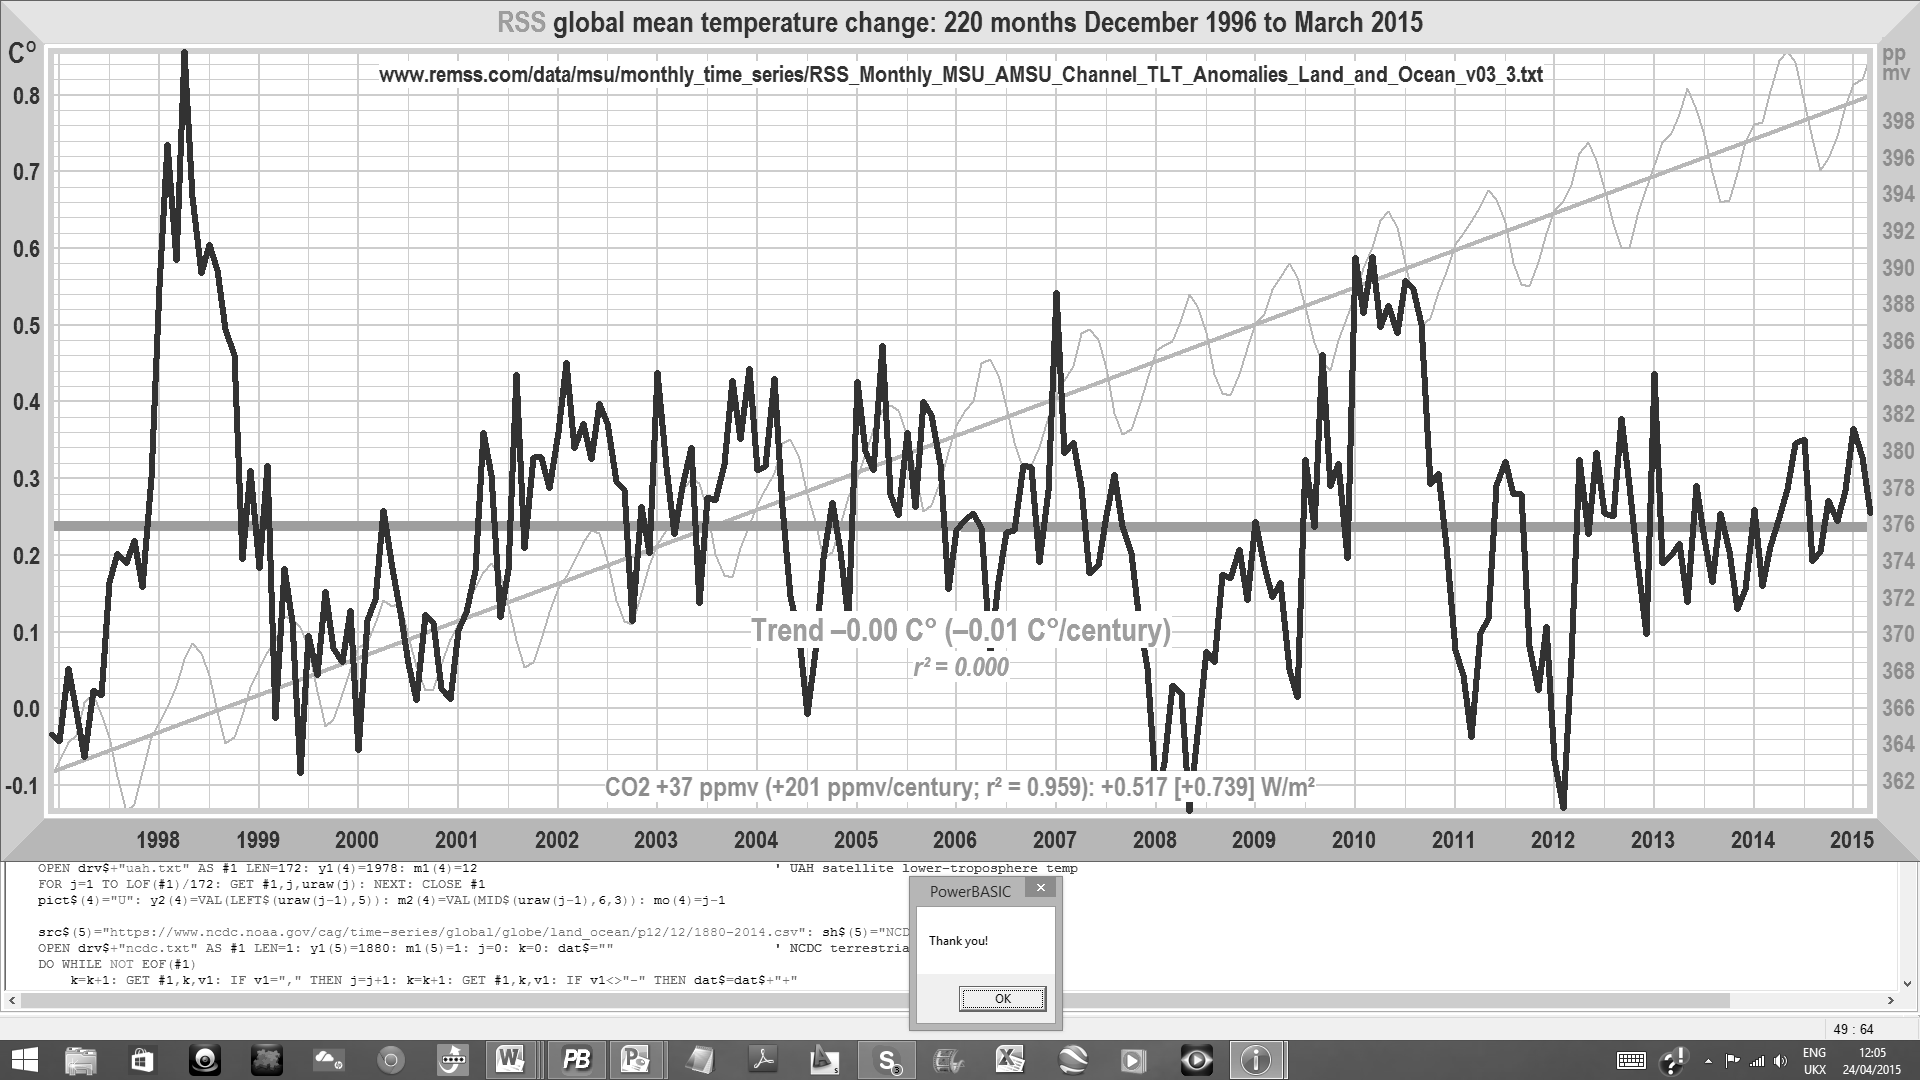 RSS global mean temperature change: 220 months December 1996 to March 2015
C°
pp
mv
www.remss.com/data/msu/monthly_time_series/RSS_Monthly_MSU_AMSU_Channel_TLT_Anomalies_Land_and_Ocean_v03_3.txt
0.8
0.7
0.6
0.5
0.4
0.3
0.2
0.1
0.0
-0.1
398
396
394
392
390
388
386
384
382
380
378
376
374
372
370
368
366
364
362
Trend –0.00 C° (–0.01 C°/century)
r² = 0.000
CO2 +37 ppmv (+201 ppmv/century; r² = 0.959): +0.517 [+0.739] W/m²
1998 1999 2000 2001 2002 2003 2004 2005 2006 2007 2008 2009 2010 2011 2012 2013 2014 2015
OPEN drv$+"uah.txt" AS #1 LEN=172: y1(4)=1978: m1(4)=12 ' UAH satellite lower-troposphere temp
FOR j=1 TO LOF(#1)/172: GET #1,j,uraw(j): NEXT: CLOSE #1
pict$(4)="U": y2(4)=VAL(LEFT$(uraw(j-1),5)): m2(4)=VAL(MID$(uraw(j-1),6,3)): mo(4)=j-1
src$(5)="https://www.ncdc.noaa.gov/cag/time-series/global/globe/land_ocean/p12/12/1880-2014.csv": sh$(5)="NCD
OPEN drv$+"ncdc.txt" AS #1 LEN=1: y1(5)=1880: m1(5)=1: j=0: k=0: dat$="" ' NCDC terrestria
DO WHILE NOT EOF(#1)
k=k+1: GET #1,k,v1: IF v1="," THEN j=j+1: k=k+1: GET #1,k,v1: IF v1<>"-" THEN dat$=dat$+"+"
PowerBASIC
Thank you!
OK
49 : 64
W
PB
P
S
3
X
ENG
UKX
12:05
24/04/2015